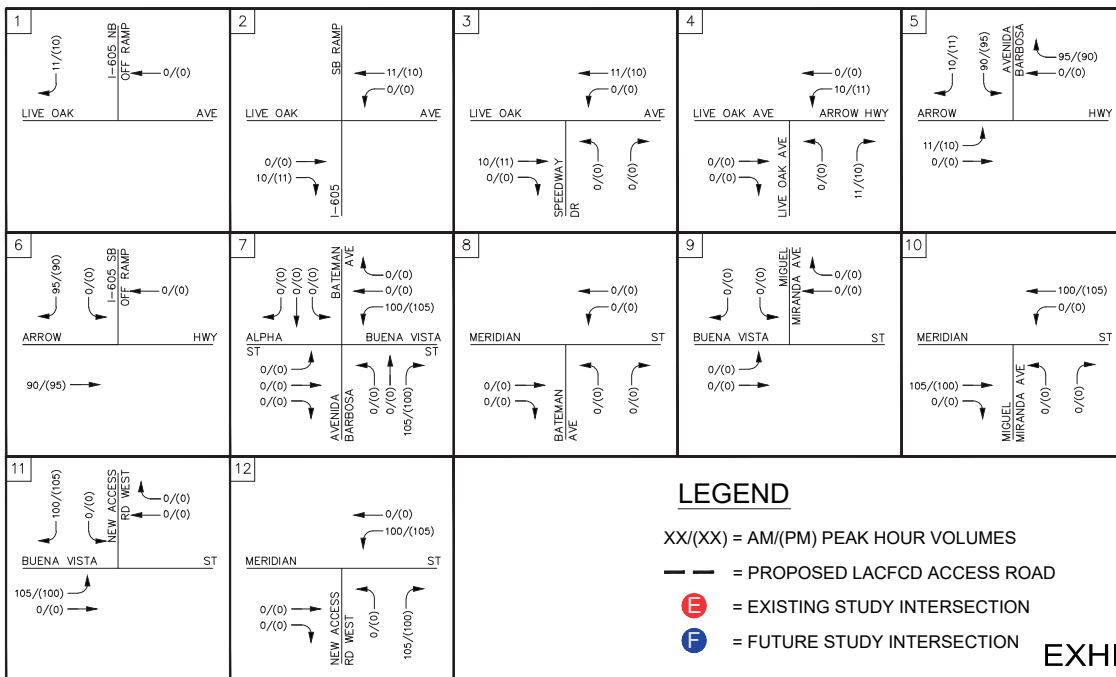 1
11/(10)
I-605 NB
OFF RAMP
0/(0)
LIVE OAK
AVE
2
SB RAMP
11/(10)
0/(0)
LIVE OAK
AVE
0/(0)
10/(11)
I-605
3
11/(10)
0/(0)
LIVE OAK
AVE
10/(11)
0/(0)
SPEEDWAY
DR
0/(0)
0/(0)
4
0/(0)
10/(11)
LIVE OAK AVE
ARROW HWY
0/(0)
0/(0)
LIVE OAK AVE
0/(0)
11/(10)
5
10/(11)
90/(95)
AVENIDA
BARBOSA
95/(90)
0/(0)
ARROW
HWY
11/(10)
0/(0)
6
95/(90)
0/(0)
I-605 SB
OFF RAMP
0/(0)
ARROW
HWY
90/(95)
7
0/(0)
0/(0)
0/(0)
BATEMAN
AVE
0/(0)
0/(0)
100/(105)
ALPHA
ST
BUENA VISTA
ST
0/(0)
0/(0)
0/(0)
AVENIDA
BARBOSA
0/(0)
0/(0)
105/(100)
8
0/(0)
0/(0)
MERIDIAN
ST
0/(0)
0/(0)
BATEMAN
AVE
0/(0)
0/(0)
9
0/(0)
0/(0)
MIGUEL
MIRANDA AVE
0/(0)
0/(0)
BUENA VISTA
ST
0/(0)
0/(0)
10
100/(105)
0/(0)
MERIDIAN
ST
105/(100)
0/(0)
MIGUEL
MIRANDA AVE
0/(0)
0/(0)
11
100/(105)
0/(0)
NEW ACCESS
RD WEST
0/(0)
0/(0)
BUENA VISTA
ST
105/(100)
0/(0)
12
0/(0)
100/(105)
MERIDIAN
ST
0/(0)
0/(0)
NEW ACCESS
RD WEST
0/(0)
105/(100)
LEGEND
XX/(XX) = AM/(PM) PEAK HOUR VOLUMES
= PROPOSED LACFCD ACCESS ROAD
E = EXISTING STUDY INTERSECTION
F = FUTURE STUDY INTERSECTION
EXHI